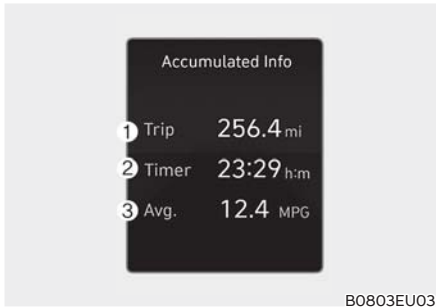 Accumulated Info
1 Trip 256.4 mi
2 Timer 23:29 h:m
3 Avg. 12.4 MPG
B0803EU03